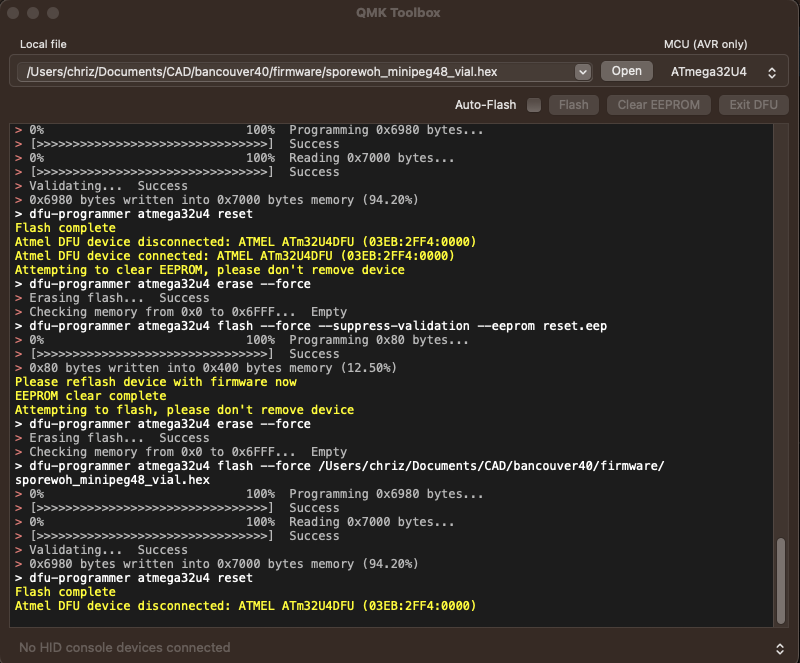 QMK Toolbox
Local file
MCU (AVR only)
/Users/chriz/Documents/CAD/bancouver40/firmware/sporewoh_minipeg48_vial.hex
Open
ATmega32U4
Auto-Flash
Flash
Clear EEPROM
Exit DFU
> 0% 100% Programming 0x6980 bytes...
> [>>>>>>>>>>>>>>>>>>>>>>>>>>>>>>>>] Success
> 0% 100% Reading 0x7000 bytes...
> [>>>>>>>>>>>>>>>>>>>>>>>>>>>>>>>>] Success
> Validating... Success
> 0x6980 bytes written into 0x7000 bytes memory (94.20%)
> dfu-programmer atmega32u4 reset
Flash complete
Atmel DFU device disconnected: ATMEL ATm32U4DFU (03EB:2FF4:0000)
Atmel DFU device connected: ATMEL ATm32U4DFU (03EB:2FF4:0000)
Attempting to clear EEPROM, please don't remove device
> dfu-programmer atmega32u4 erase --force
> Erasing flash... Success
> Checking memory from 0x0 to 0x6FFF... Empty
> dfu-programmer atmega32u4 flash --force --suppress-validation --eeprom reset.eep
> 0% 100% Programming 0x80 bytes...
> [>>>>>>>>>>>>>>>>>>>>>>>>>>>>>>>>] Success
> 0x80 bytes written into 0x400 bytes memory (12.50%)
Please reflash device with firmware now
EEPROM clear complete
Attempting to flash, please don't remove device
> dfu-programmer atmega32u4 erase --force
> Erasing flash... Success
> Checking memory from 0x0 to 0x6FFF... Empty
> dfu-programmer atmega32u4 flash --force /Users/chriz/Documents/CAD/bancouver40/firmware/
sporewoh_minipeg48_vial.hex
> 0% 100% Programming 0x6980 bytes...
> [>>>>>>>>>>>>>>>>>>>>>>>>>>>>>>>>] Success
> 0% 100% Reading 0x7000 bytes...
> [>>>>>>>>>>>>>>>>>>>>>>>>>>>>>>>>] Success
> Validating... Success
> 0x6980 bytes written into 0x7000 bytes memory (94.20%)
> dfu-programmer atmega32u4 reset
Flash complete
Atmel DFU device disconnected: ATMEL ATm32U4DFU (03EB:2FF4:0000)
No HID console devices connected